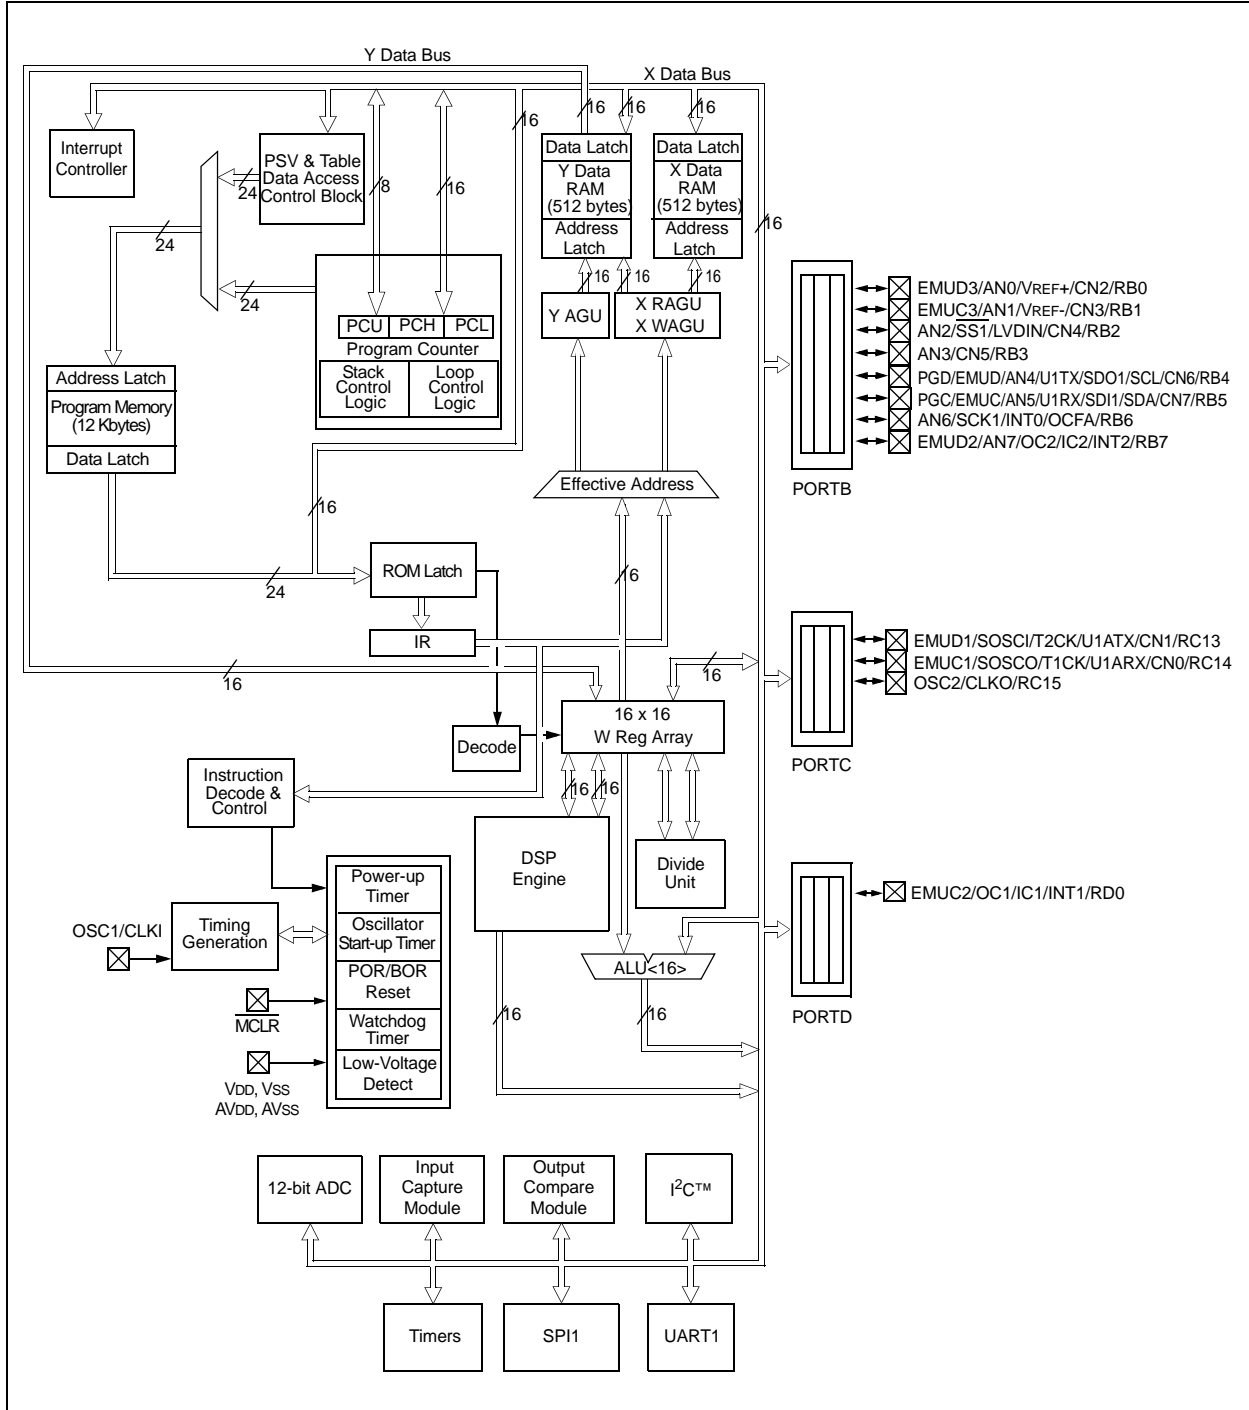 Y Data Bus
X Data Bus
Interrupt
Controller
PSV & Table
Data Access
Control Block
8
16
16
16
16
16
Data Latch
Y Data
RAM
(512 bytes)
Address
Latch
Data Latch
X Data
RAM
(512 bytes)
Address
Latch
16
24
24
24
16
16
16
Y AGU
X RAGU
X WAGU
PCU
PCH
PCL
Program Counter
Stack
Control
Logic
Loop
Control
Logic
Address Latch
Program Memory
(12 Kbytes)
Data Latch
Effective Address
16
24
ROM Latch
IR
16
16
16
16 x 16
W Reg Array
Decode
Instruction
Decode &
Control
16
16
DSP
Engine
Divide
Unit
Power-up
Timer
Oscillator
Start-up Timer
POR/BOR
Reset
Watchdog
Timer
Low-Voltage
Detect
OSC1/CLKI
Timing
Generation
MCLR
VDD, VSS
AVDD, AVSS
ALU<16>
16
16
EMUD3/AN0/VREF+/CN2/RB0
EMUC3/AN1/VREF-/CN3/RB1
AN2/SS1/LVDIN/CN4/RB2
AN3/CN5/RB3
PGD/EMUD/AN4/U1TX/SDO1/SCL/CN6/RB4
PGC/EMUC/AN5/U1RX/SDI1/SDA/CN7/RB5
AN6/SCK1/INT0/OCFA/RB6
EMUD2/AN7/OC2/IC2/INT2/RB7
PORTB
EMUD1/SOSCI/T2CK/U1ATX/CN1/RC13
EMUC1/SOSCO/T1CK/U1ARX/CN0/RC14
OSC2/CLKO/RC15
PORTC
EMUC2/OC1/IC1/INT1/RD0
PORTD
12-bit ADC
Input
Capture
Module
Output
Compare
Module
I²C™
Timers
SPI1
UART1